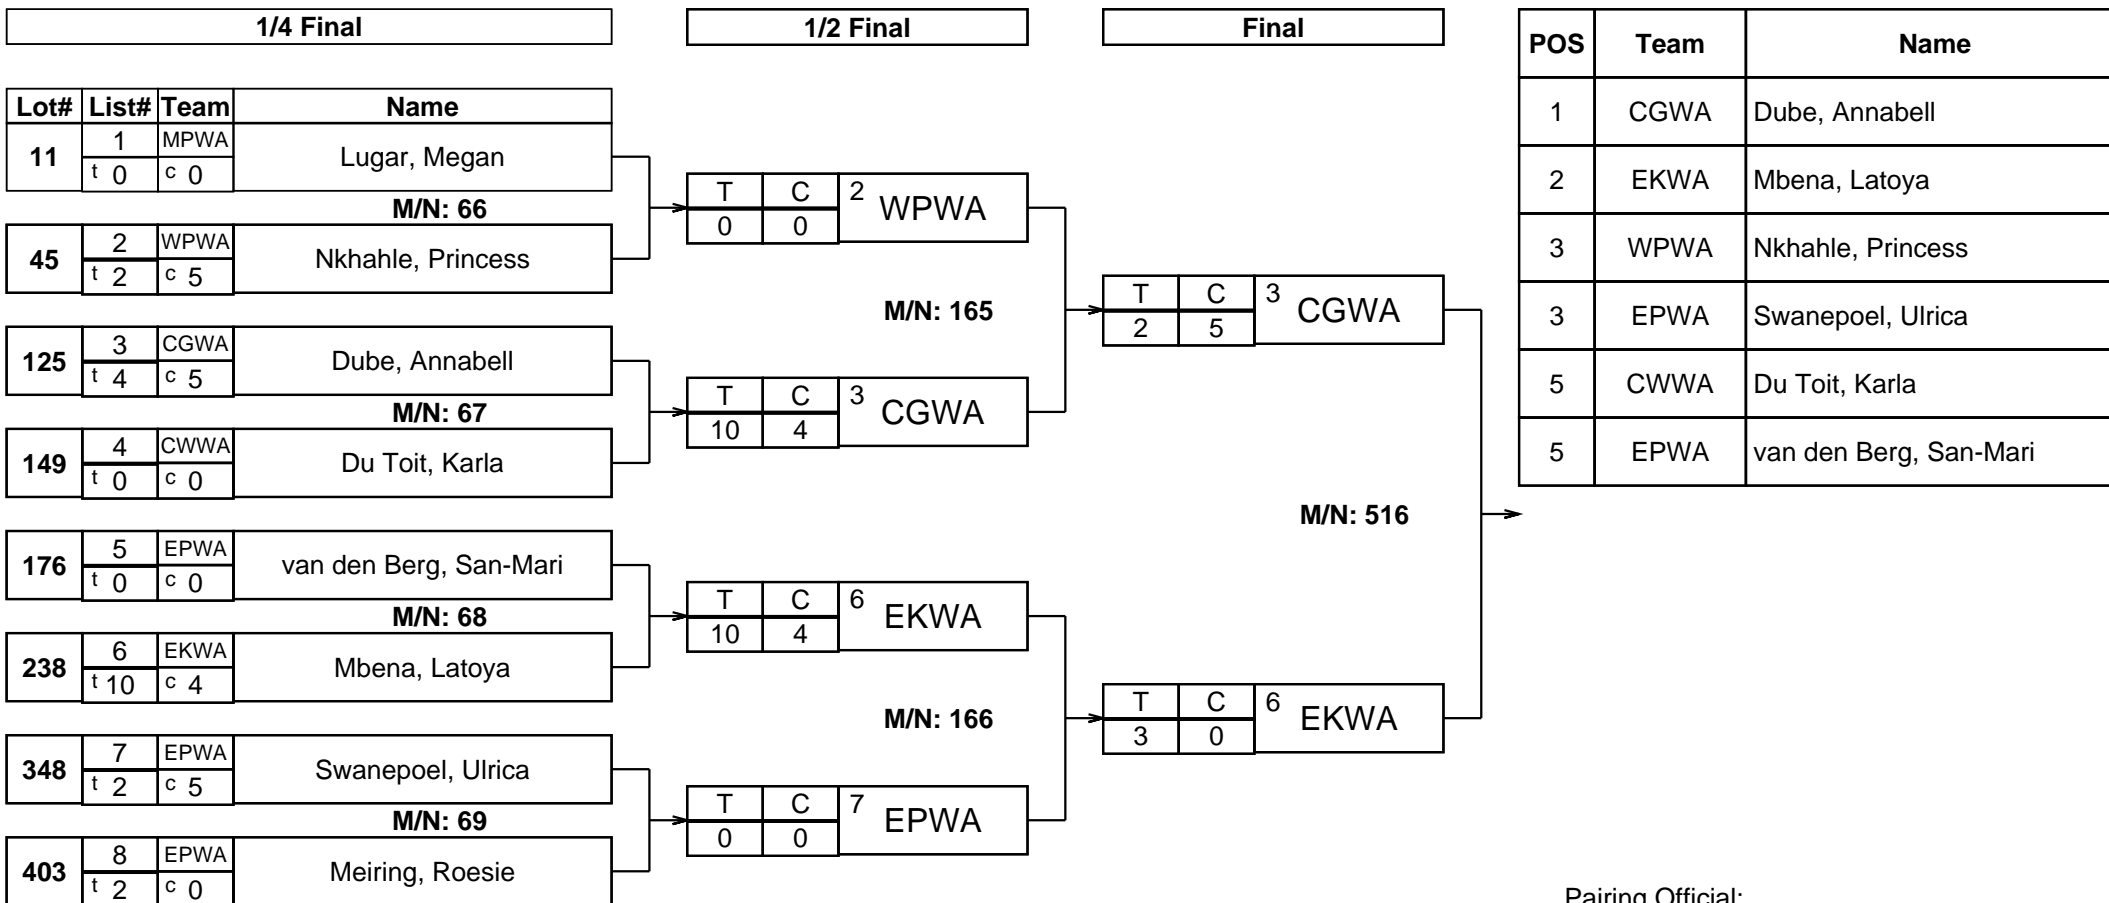 1/4 Final
1/2 Final
Final
POS Team Name
1 CGWA Dube, Annabell
2 EKWA Mbena, Latoya
3 WPWA Nkhahle, Princess
3 EPWA Swanepoel, Ulrica
5 CWWA Du Toit, Karla
5 EPWA van den Berg, San-Mari
Lot# List# Team Name
11 1 MPWA Lugar, Megan
t 0 c 0
M/N: 66
45 2 WPWA Nkhahle, Princess
t 2 c 5
125 3 CGWA Dube, Annabell
t 4 c 5
M/N: 67
149 4 CWWA Du Toit, Karla
t 0 c 0
176 5 EPWA van den Berg, San-Mari
t 0 c 0
M/N: 68
238 6 EKWA Mbena, Latoya
t 10 c 4
348 7 EPWA Swanepoel, Ulrica
t 2 c 5
M/N: 69
403 8 EPWA Meiring, Roesie
t 2 c 0
T C 2 WPWA
0 0
M/N: 165
T C 3 CGWA
10 4
T C 6 EKWA
10 4
M/N: 166
T C 7 EPWA
0 0
T C 3 CGWA
2 5
M/N: 516
T C 6 EKWA
3 0
Pairing Official: